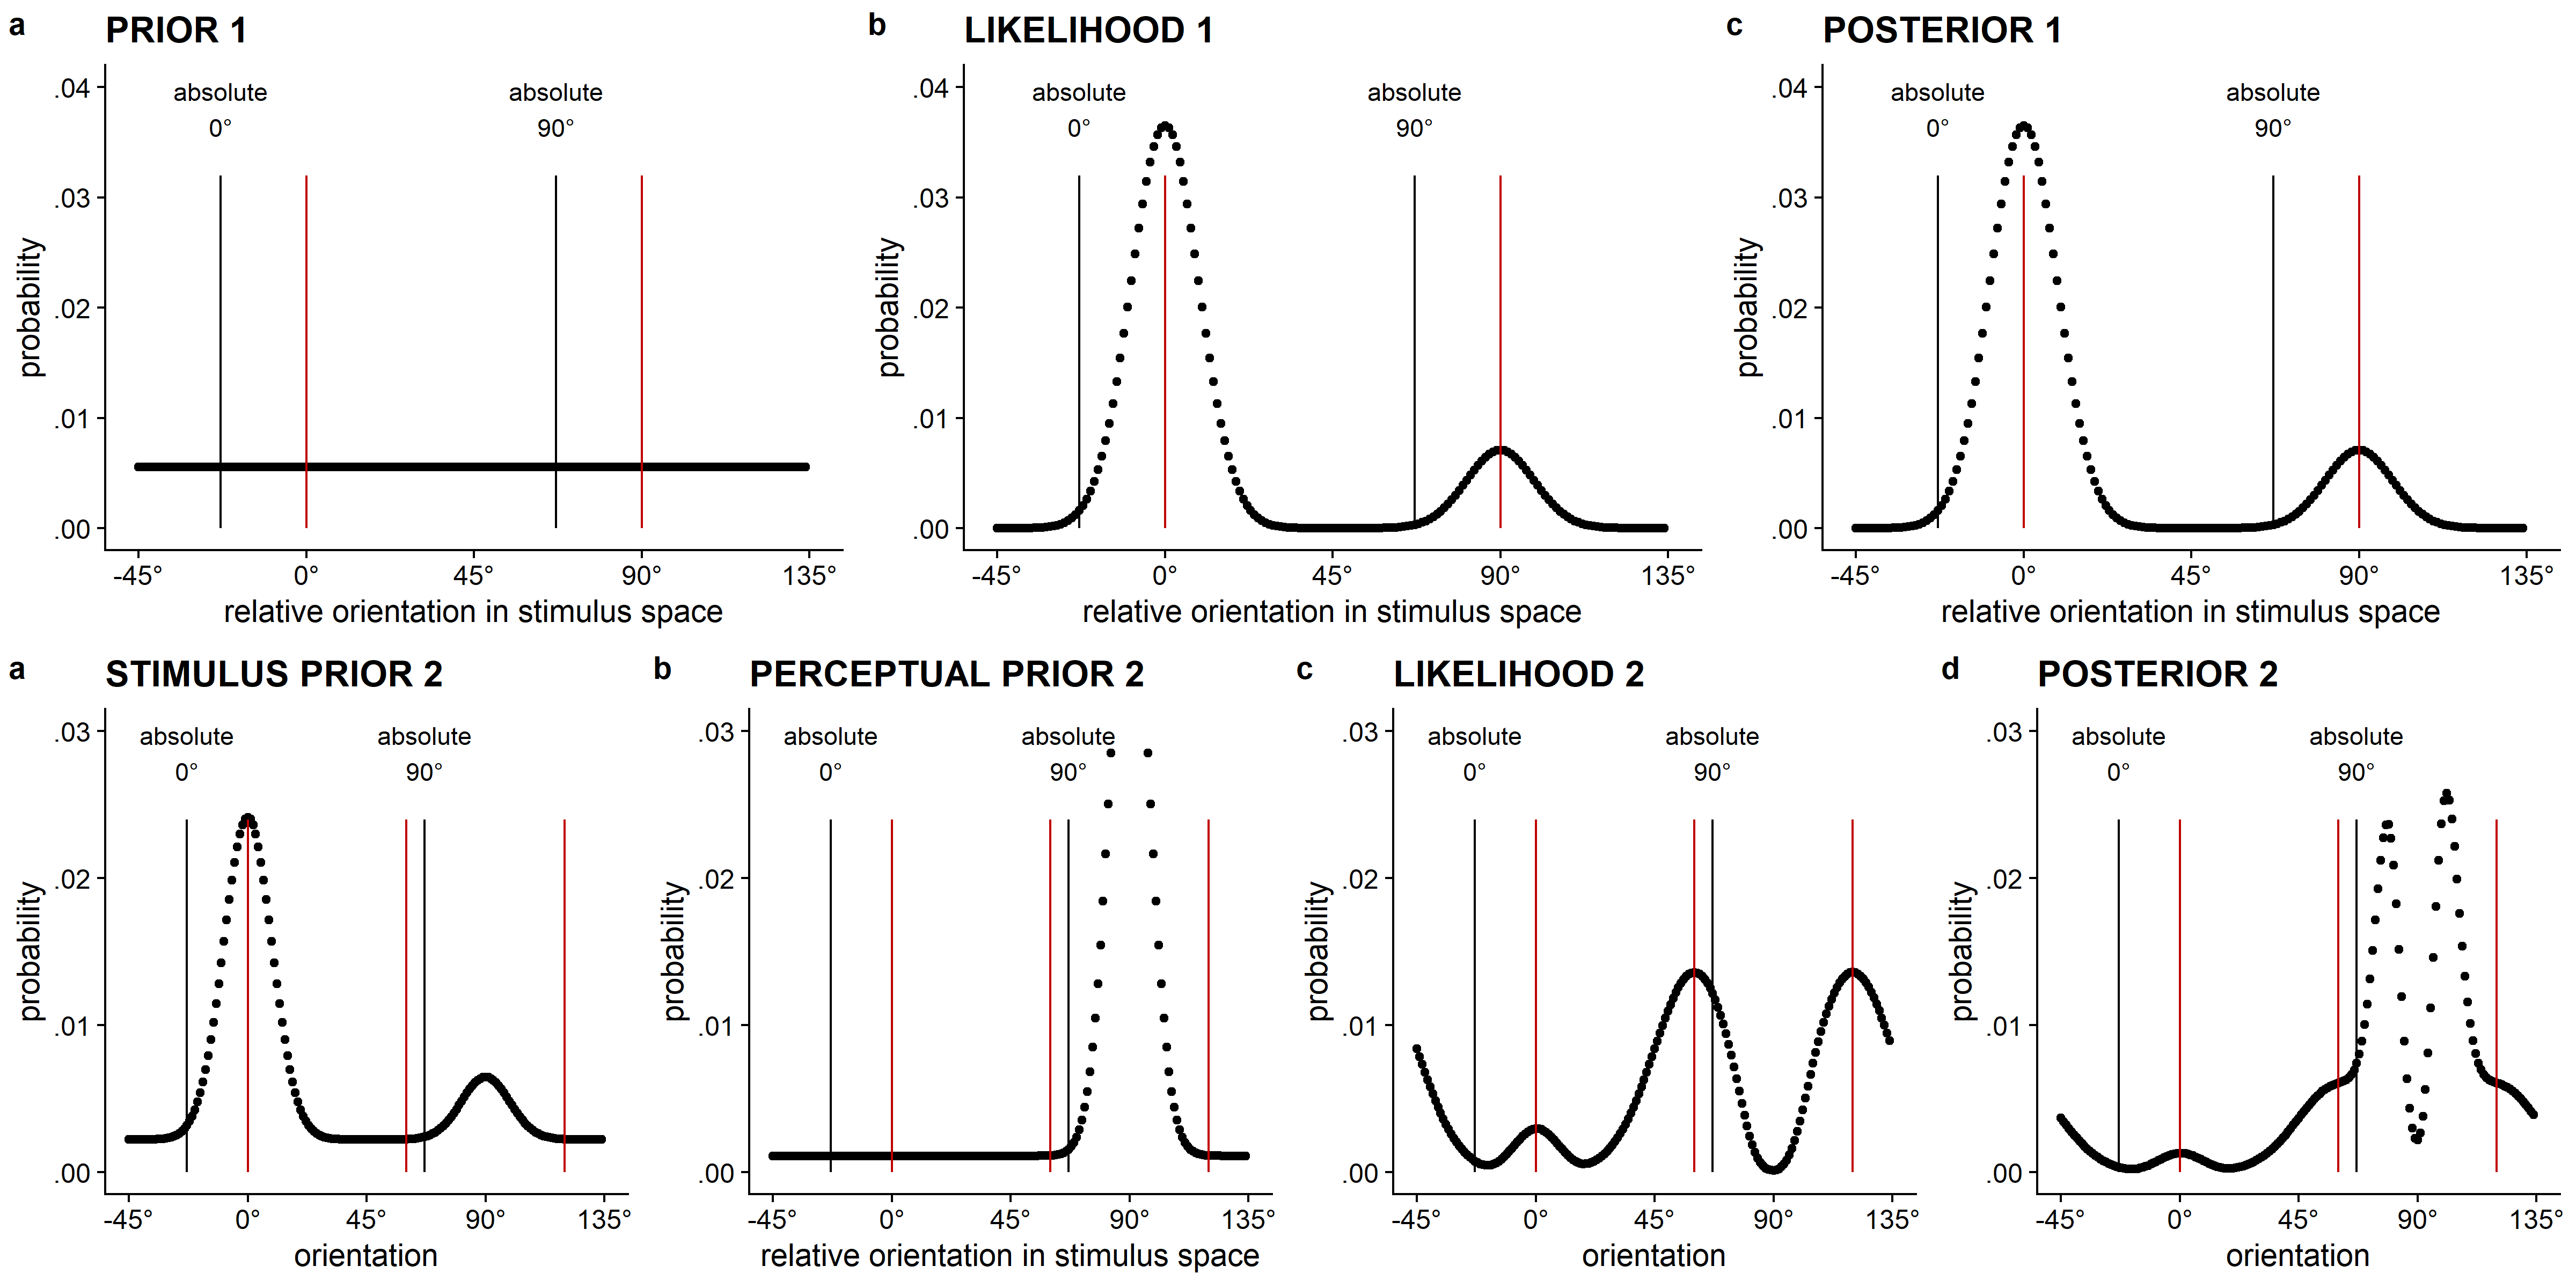 a PRIOR 1
.04
.03
.02
.01
.00
probability
absolute
0°
absolute
90°
-45° 0° 45° 90° 135°
relative orientation in stimulus space
b LIKELIHOOD 1
.04
.03
.02
.01
.00
probability
absolute
0°
absolute
90°
-45° 0° 45° 90° 135°
relative orientation in stimulus space
c POSTERIOR 1
.04
.03
.02
.01
.00
probability
absolute
0°
absolute
90°
-45° 0° 45° 90° 135°
relative orientation in stimulus space
a STIMULUS PRIOR 2
.03
.02
.01
.00
probability
absolute
0°
absolute
90°
-45° 0° 45° 90° 135°
orientation
b PERCEPTUAL PRIOR 2
.03
.02
.01
.00
probability
absolute
0°
absolute
90°
-45° 0° 45° 90° 135°
relative orientation in stimulus space
c LIKELIHOOD 2
.03
.02
.01
.00
probability
absolute
0°
absolute
90°
-45° 0° 45° 90° 135°
orientation
d POSTERIOR 2
.03
.02
.01
.00
probability
absolute
0°
absolute
90°
-45° 0° 45° 90° 135°
orientation